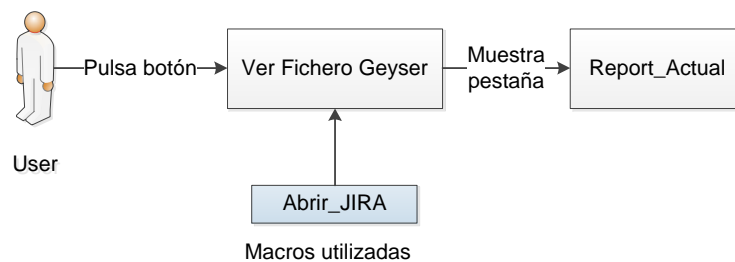 Pulsa botón
Ver Fichero Geyser
Muestra
pestaña
Report_Actual
User
Abrir_JIRA
Macros utilizadas